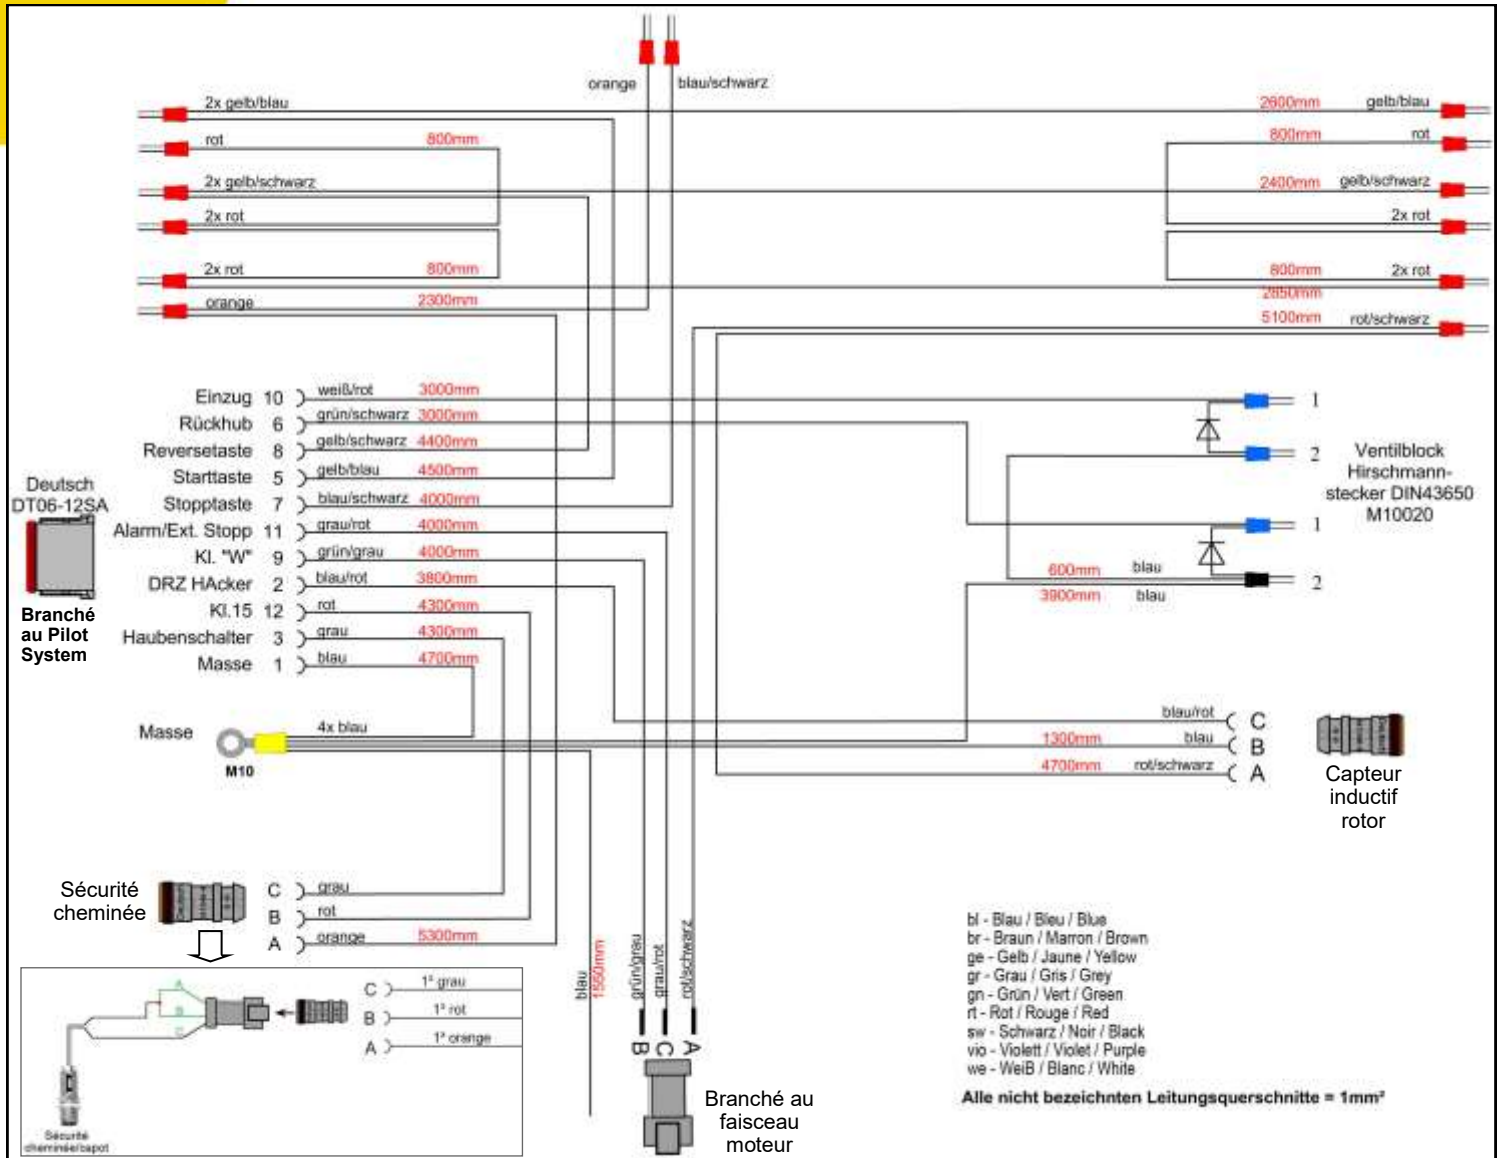 orange
blau/schwarz
2x gelb/blau
2600mm gelb/blau
rot 800mm
800mm rot
2x gelb/schwarz
2400mm gelb/schwarz
2x rot
2x rot
2x rot 800mm
800mm 2x rot
orange 2300mm
2850mm
5100mm rot/schwarz
Einzug 10 weiß/rot 3000mm
Rückhub 6 grün/schwarz 3000mm
Reversetaste 8 gelb/schwarz 4400mm
Starttaste 5 gelb/blau 4500mm
Stopptaste 7 blau/schwarz 4000mm
Alarm/Ext. Stopp 11 grau/rot 4000mm
Kl. "W" 9 grün/grau 4000mm
DRZ HAcker 2 blau/rot 3800mm
Kl.15 12 rot 4300mm
Haubenschalter 3 grau 4300mm
Masse 1 blau 4700mm
Deutsch
DT06-12SA
Branché
au Pilot
System
1
2
Ventilblock
Hirschmann-
stecker DIN43650
M10020
1
2
600mm blau
3900mm blau
Masse
4x blau
M10
blau/rot C
1300mm blau B
4700mm rot/schwarz A
Capteur
inductif
rotor
Sécurité
cheminée
C grau
B rot
A orange 5300mm
A
B
C
C 1² grau
B 1² rot
A 1² orange
Sécurité
cheminée/capot
blau
1550mm
grün/grau
grau/rot
rot/schwarz
B
C
A
Branché au
faisceau
moteur
bl - Blau / Bleu / Blue
br - Braun / Marron / Brown
ge - Gelb / Jaune / Yellow
gr - Grau / Gris / Grey
gn - Grün / Vert / Green
rt - Rot / Rouge / Red
sw - Schwarz / Noir / Black
vio - Violett / Violet / Purple
we - Weiß / Blanc / White
Alle nicht bezeichnten Leitungsquerschnitte = 1mm²